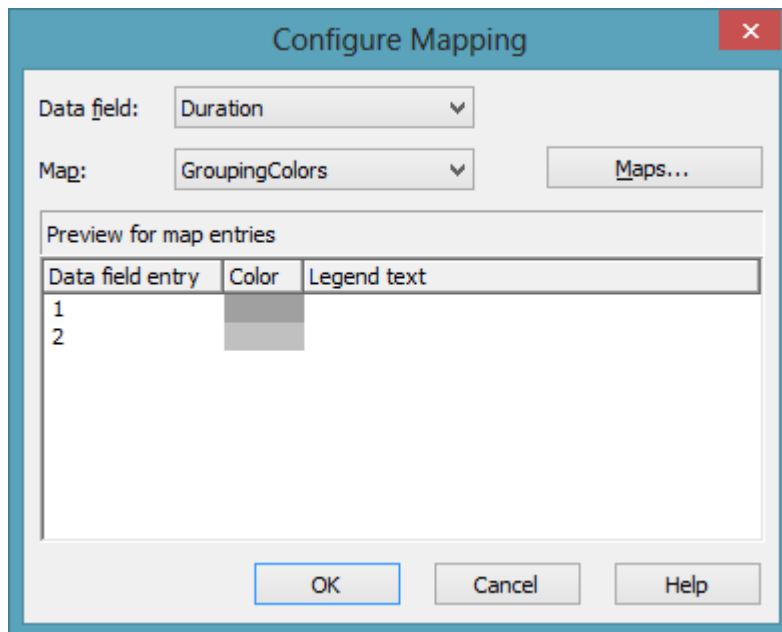 Configure Mapping
Data field: Duration
Map: GroupingColors Maps...
Preview for map entries
Data field entry Color Legend text
1
2
OK Cancel Help